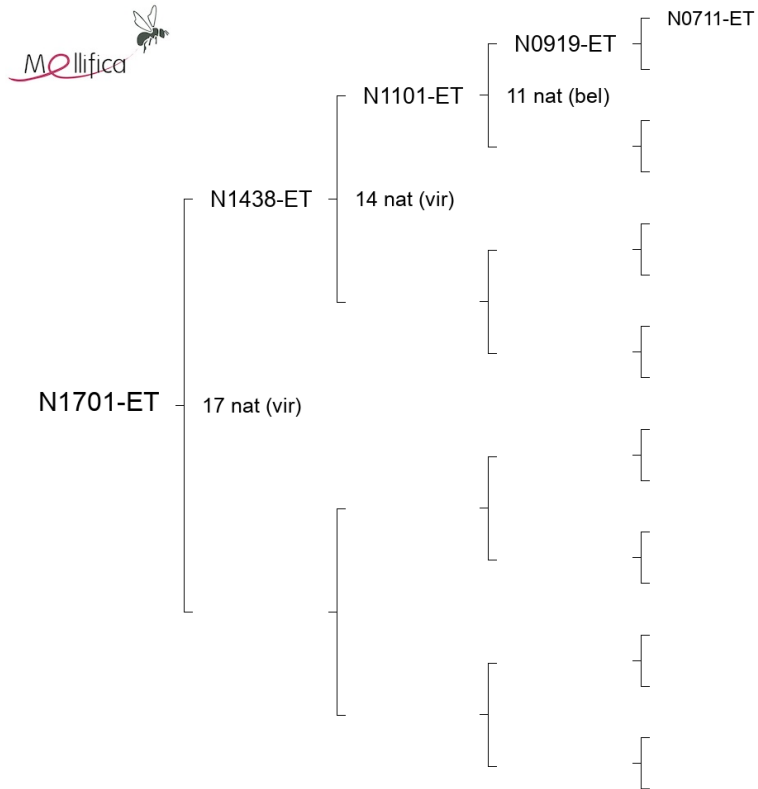 Mellifica
N0711-ET
N0919-ET
N1101-ET
11 nat (bel)
N1438-ET
14 nat (vir)
N1701-ET
17 nat (vir)